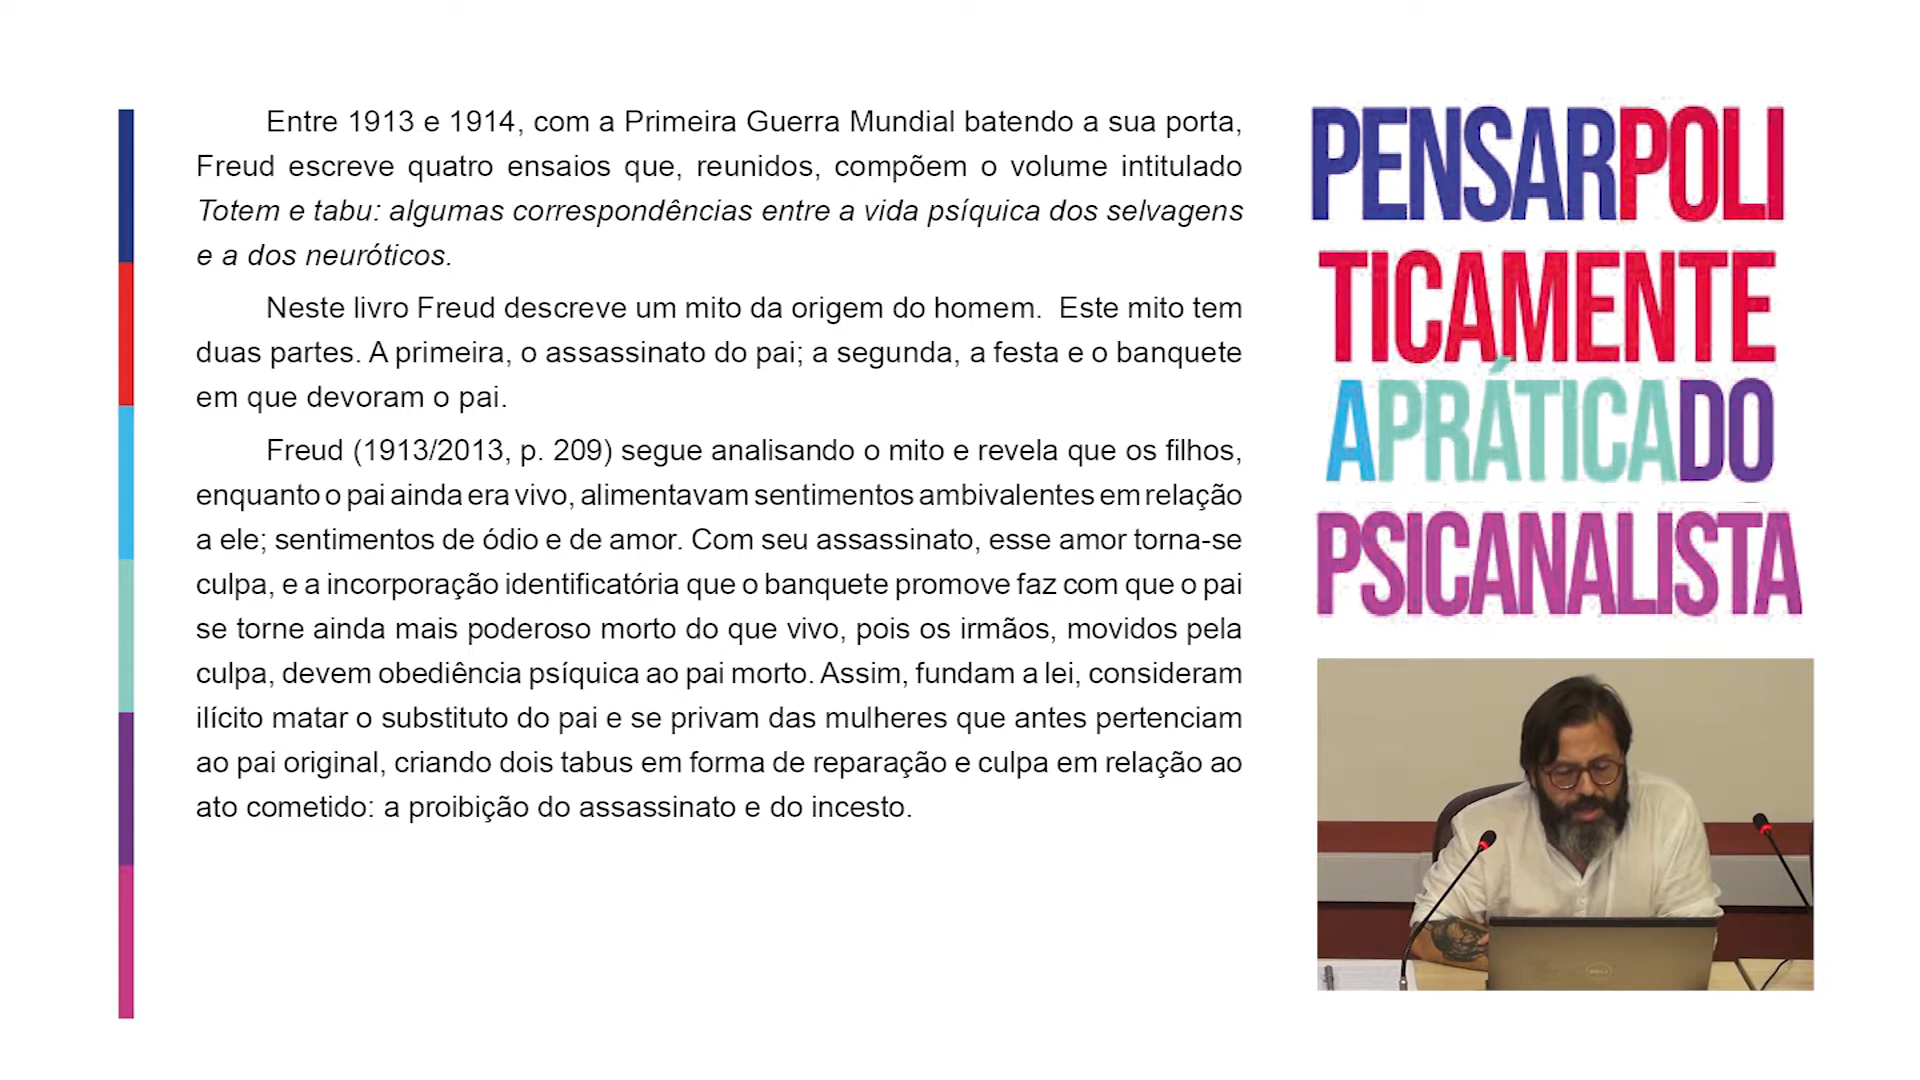 Entre 1913 e 1914, com a Primeira Guerra Mundial batendo a sua porta,
Freud escreve quatro ensaios que, reunidos, compõem o volume intitulado
Totem e tabu: algumas correspondências entre a vida psíquica dos selvagens
e a dos neuróticos.
Neste livro Freud descreve um mito da origem do homem. Este mito tem
duas partes. A primeira, o assassinato do pai; a segunda, a festa e o banquete
em que devoram o pai.
Freud (1913/2013, p. 209) segue analisando o mito e revela que os filhos,
enquanto o pai ainda era vivo, alimentavam sentimentos ambivalentes em relação
a ele; sentimentos de ódio e de amor. Com seu assassinato, esse amor torna-se
culpa, e a incorporação identificatória que o banquete promove faz com que o pai
se torne ainda mais poderoso morto do que vivo, pois os irmãos, movidos pela
culpa, devem obediência psíquica ao pai morto. Assim, fundam a lei, consideram
ilícito matar o substituto do pai e se privam das mulheres que antes pertenciam
ao pai original, criando dois tabus em forma de reparação e culpa em relação ao
ato cometido: a proibição do assassinato e do incesto.
PENSARPOLI
TICAMENTE
APRÁTICADO
PSICANALISTA
DELL